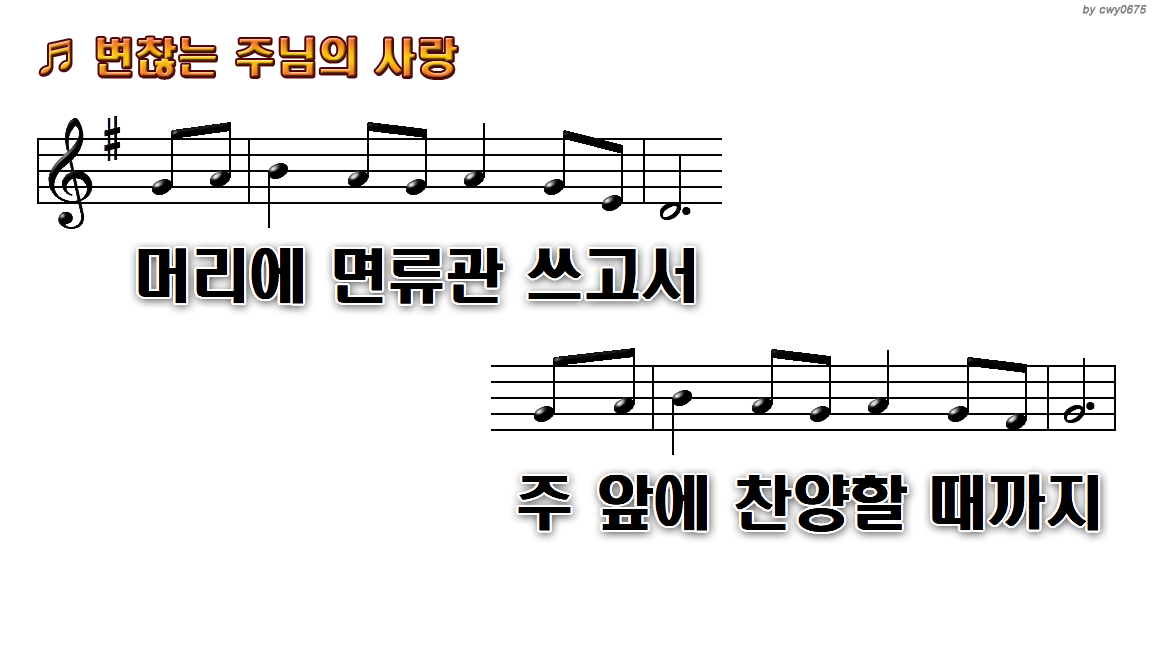 by cwy0675
♬ 변찮는 주님의 사랑
머리에 면류관 쓰고서
주 앞에 찬양할 때까지